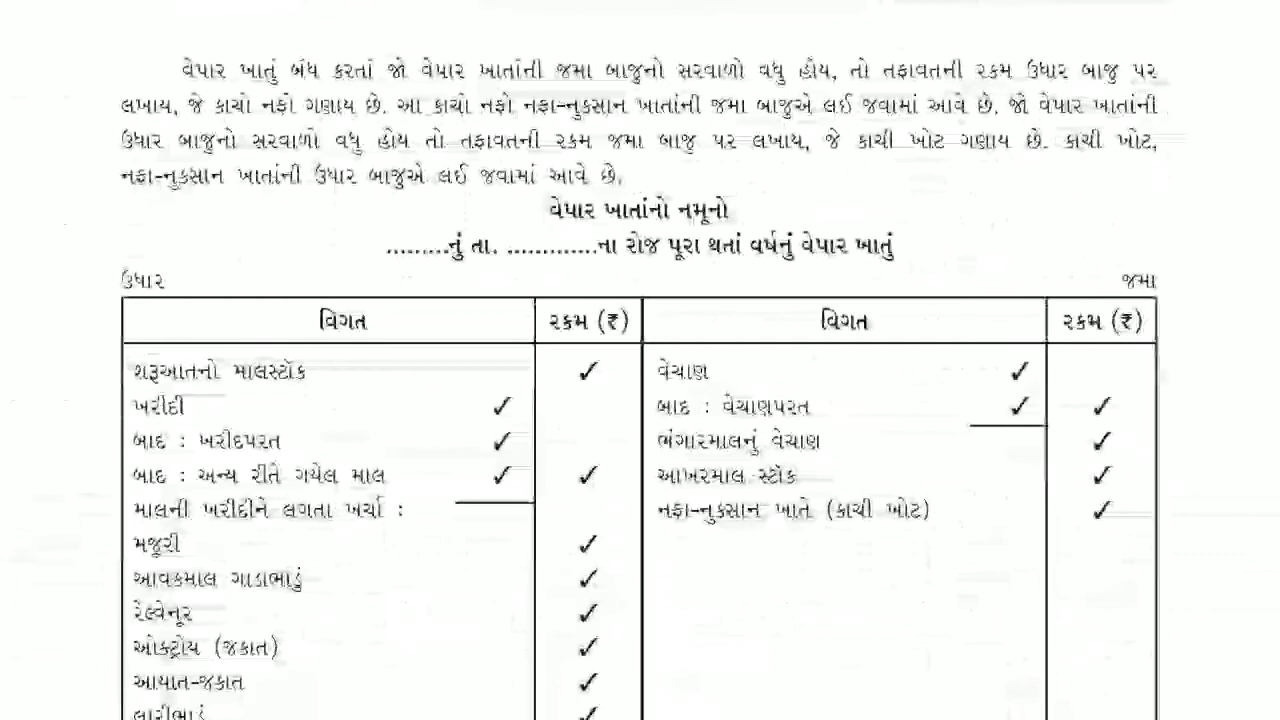 વેપાર ખાતું બંધ કરતાં જો વેપાર ખાતાંની જમા બાજુનો સરવાળો વધુ હોય, તો તફાવતની રકમ ઉધાર બાજુ પર
લખાય, જે કાચો નફો ગણાય છે. આ કાચો નફો નફા-નુકસાન ખાતાંની જમા બાજુએ લઈ જવામાં આવે છે. જો વેપાર ખાતાંની
ઉધાર બાજુનો સરવાળો વધુ હોય તો તફાવતની રકમ જમા બાજુ પર લખાય, જે કાચી ખોટ ગણાય છે. કાચી ખોટ,
નફા-નુકસાન ખાતાંની ઉધાર બાજુએ લઈ જવામાં આવે છે.
વેપાર ખાતાંનો નમૂનો
.........નું તા. .............ના રોજ પૂરા થતાં વર્ષનું વેપાર ખાતું
ઉધાર જમા
વિગત રકમ (₹) વિગત રકમ (₹)
શરૂઆતનો માલસ્ટૉક ✓ વેચાણ ✓
ખરીદી ✓ બાદ : વેચાણપરત ✓ ✓
બાદ : ખરીદપરત ✓ ભંગારમાલનું વેચાણ ✓
બાદ : અન્ય રીતે ગયેલ માલ ✓ ✓ આખરમાલ સ્ટૉક ✓
માલની ખરીદીને લગતા ખર્ચા : નફા-નુકસાન ખાતે (કાચી ખોટ) ✓
મજૂરી ✓
આવકમાલ ગાડાભાડું ✓
રેલ્વેનૂર ✓
ઓક્ટ્રોય (જકાત) ✓
આયાત-જકાત ✓
લારીભાડું ✓